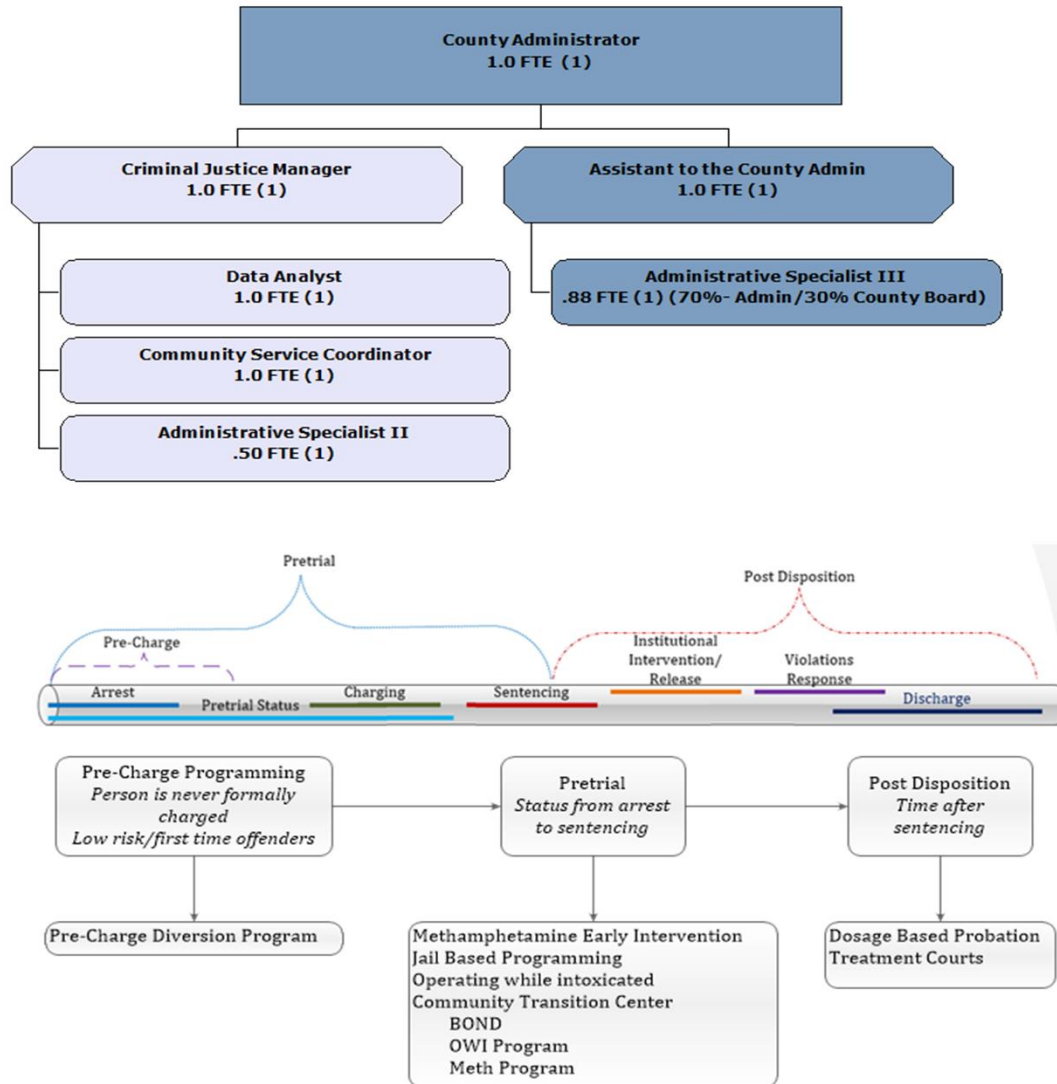 County Administrator
1.0 FTE (1)
Criminal Justice Manager
1.0 FTE (1)
Assistant to the County Admin
1.0 FTE (1)
Data Analyst
1.0 FTE (1)
Administrative Specialist III
.88 FTE (1) (70%- Admin/30% County Board)
Community Service Coordinator
1.0 FTE (1)
Administrative Specialist II
.50 FTE (1)
Pretrial
Post Disposition
Pre-Charge
Institutional
Intervention/
Release
Violations
Response
Arrest
Pretrial Status
Charging
Sentencing
Discharge
Pre-Charge Programming
Person is never formally
charged
Low risk/first time offenders
Pretrial
Status from arrest
to sentencing
Post Disposition
Time after
sentencing
Pre-Charge Diversion Program
Methamphetamine Early Intervention
Jail Based Programming
Operating while intoxicated
Community Transition Center
BOND
OWI Program
Meth Program
Dosage Based Probation
Treatment Courts